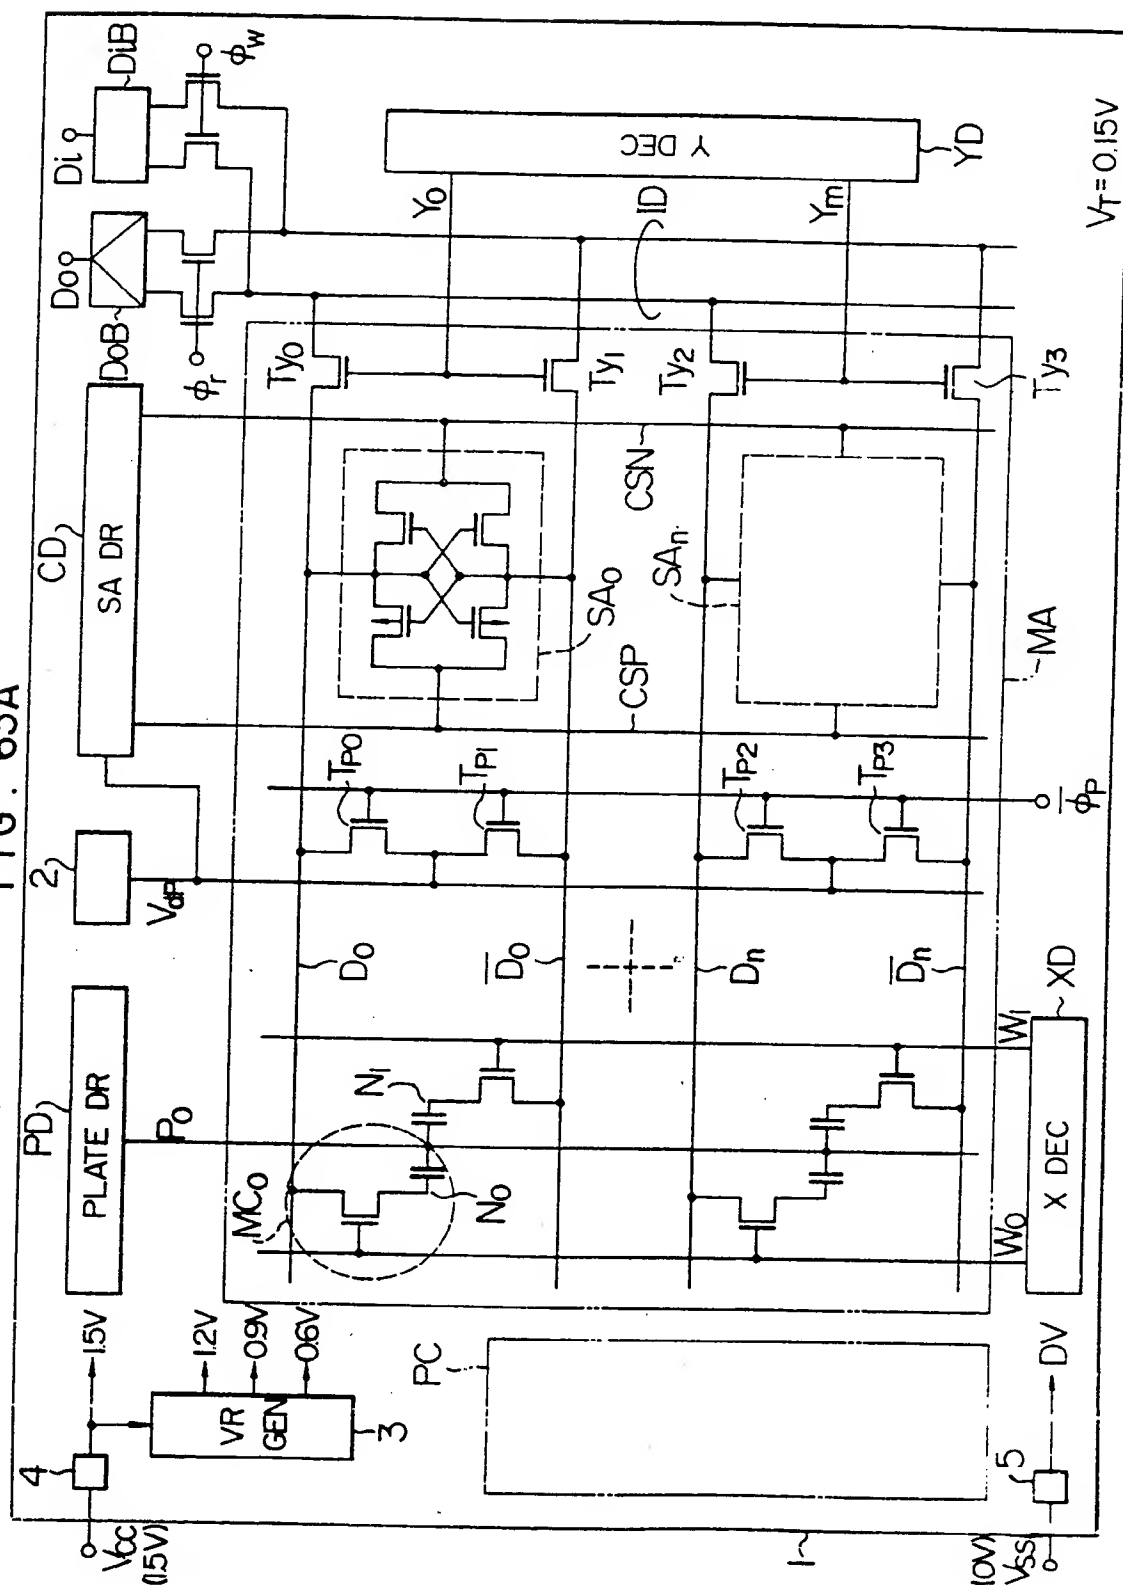 FIG. 65A
4
VCC
(1.5V)
1.5V
VR
GEN
3
1.2V
0.9V
0.6V
PD
PLATE DR
P0
2
VdP
CD
SA DR
Do
DoB
φr
Di
DiB
φW
MC0
N0
N1
D0
D̅0
TP0
TP1
CSP
SA0
CSN
Ty0
Ty1
Y0
ID
Y DEC
YD
Ym
PC
Dn
D̅n
TP2
TP3
SAn
Ty2
Ty3
W0
W1
X DEC
XD
φ̅P
MA
VT=0.15V
1
(0V)
VSS
5
DV